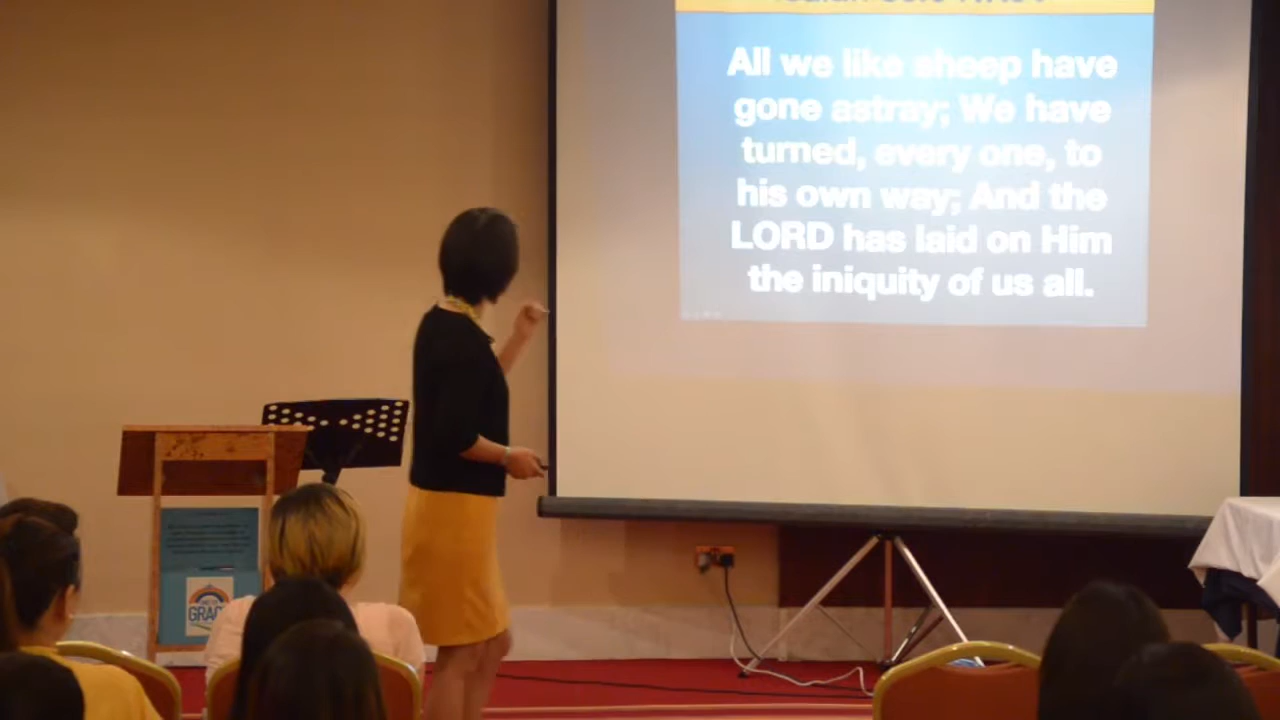 All we like sheep have
gone astray; We have
turned, every one, to
his own way; And the
LORD has laid on Him
the iniquity of us all.
GRACE